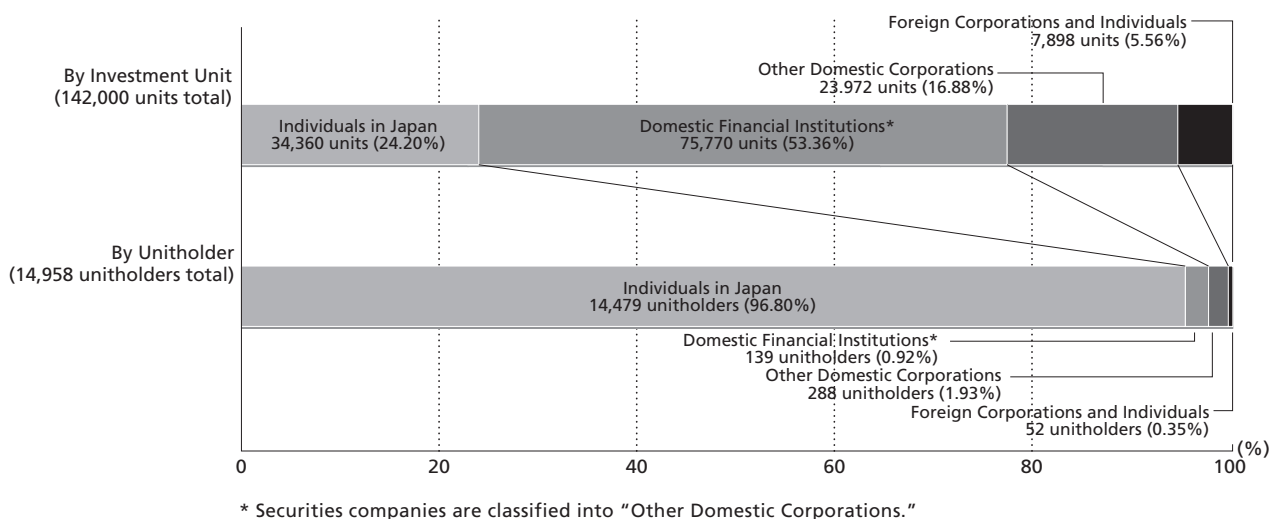 Foreign Corporations and Individuals
7,898 units (5.56%)
Other Domestic Corporations
23.972 units (16.88%)
By Investment Unit
(142,000 units total)
Individuals in Japan
34,360 units (24.20%)
Domestic Financial Institutions*
75,770 units (53.36%)
By Unitholder
(14,958 unitholders total)
Individuals in Japan
14,479 unitholders (96.80%)
Domestic Financial Institutions*
139 unitholders (0.92%)
Other Domestic Corporations
288 unitholders (1.93%)
Foreign Corporations and Individuals
52 unitholders (0.35%)
(%)
0 20 40 60 80 100
* Securities companies are classified into “Other Domestic Corporations.”